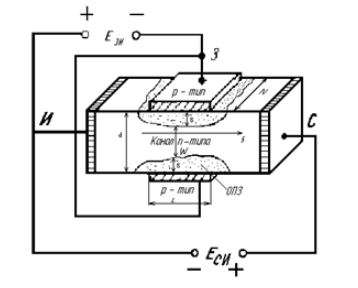 + −
Eзи
З
р - тип
Z
И
С
а
Канал n-типа
W
р - тип
ОПЗ
L
− Eси +